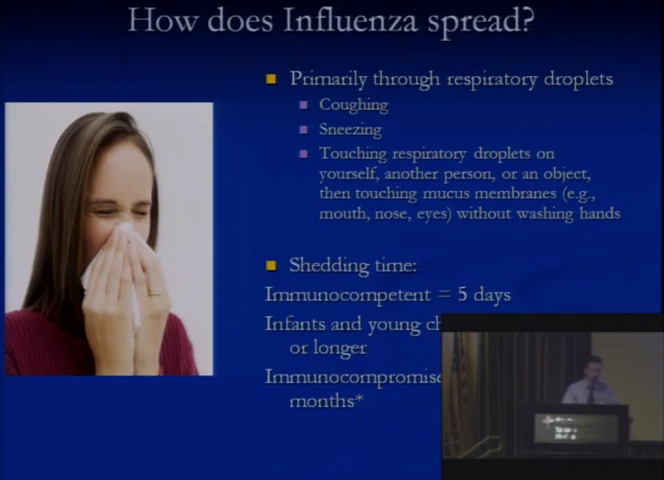 How does Influenza spread?
Primarily through respiratory droplets
Coughing
Sneezing
Touching respiratory droplets on
yourself, another person, or an object,
then touching mucus membranes (e.g.,
mouth, nose, eyes) without washing hands
Shedding time:
Immunocompetent = 5 days
Infants and young
or longer
months*